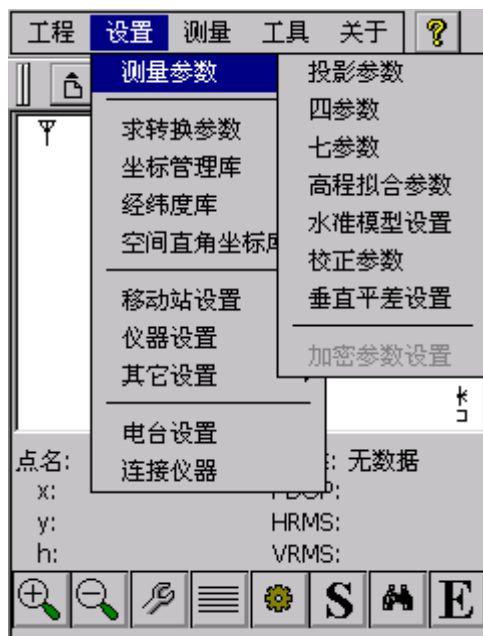 工程 设置 测量 工具 关于 ?
测量参数
求转换参数
坐标管理库
经纬度库
空间直角坐标
移动站设置
仪器设置
其它设置
电台设置
连接仪器
投影参数
四参数
七参数
高程拟合参数
水准模型设置
校正参数
垂直平差设置
加密参数设置
点名: : 无数据
x:
y: HRMS:
h: VRMS:
S E